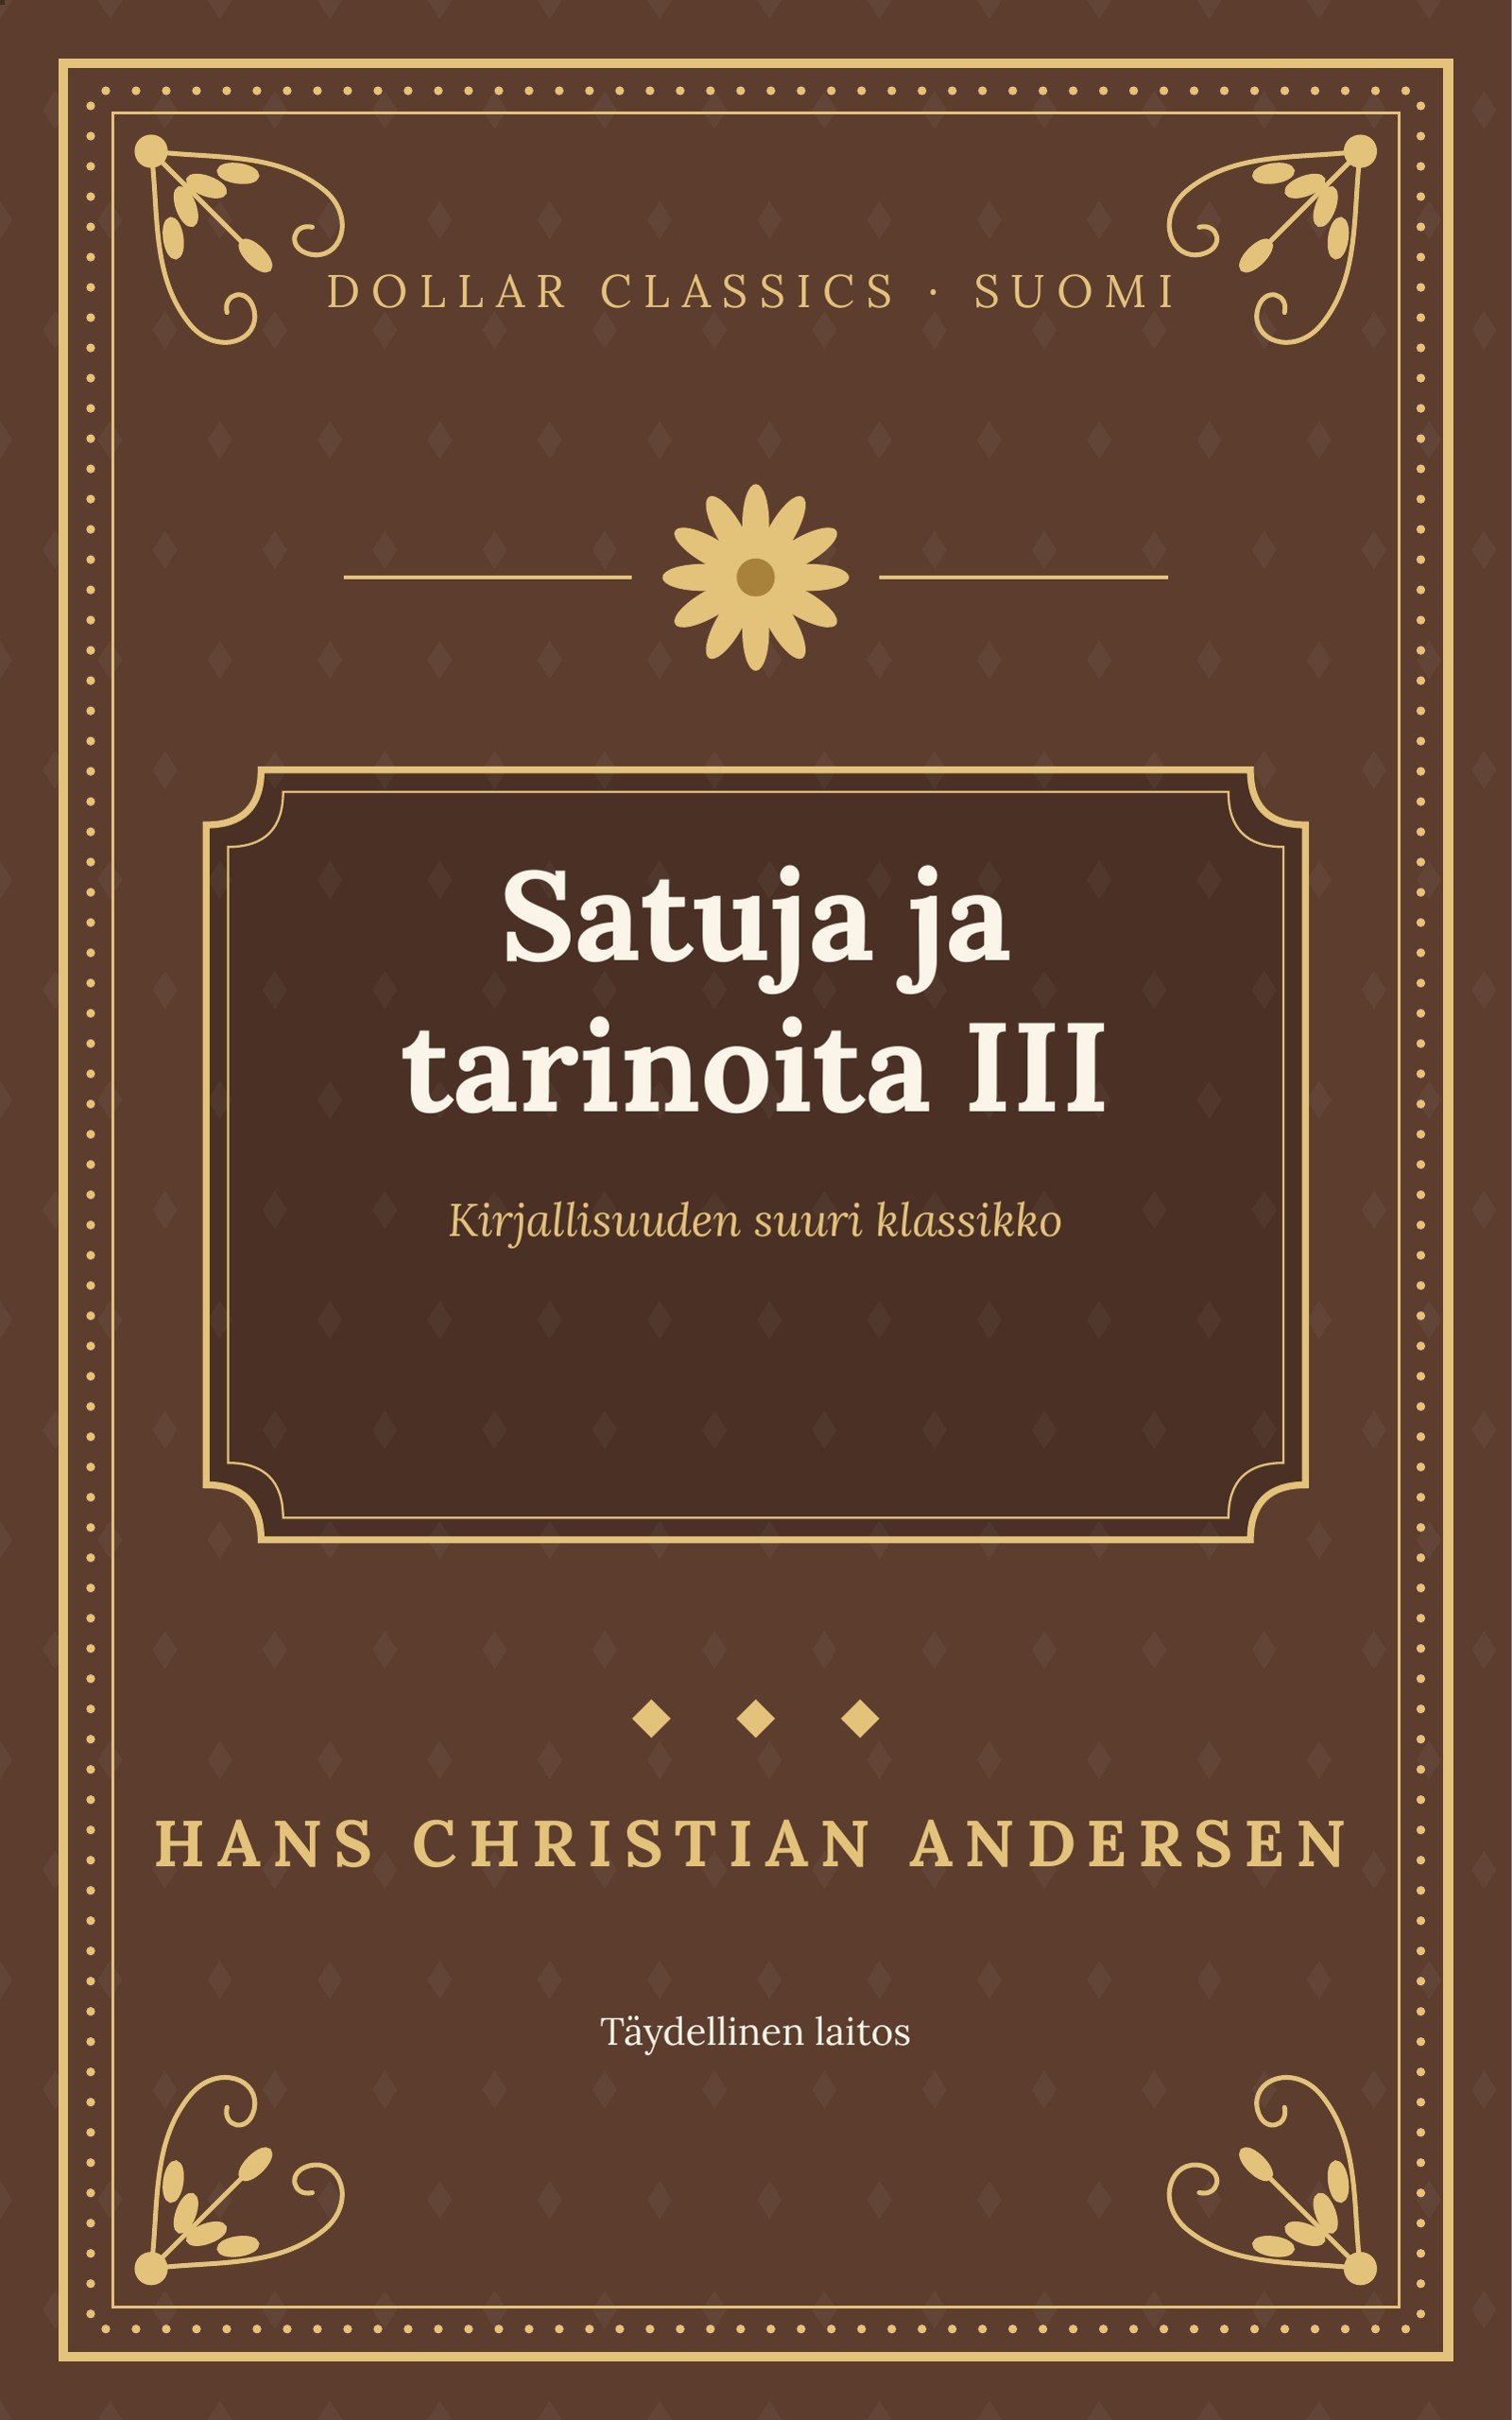 DOLLAR CLASSICS · SUOMI
Satuja ja
tarinoita III
Kirjallisuuden suuri klassikko
HANS CHRISTIAN ANDERSEN
Täydellinen laitos